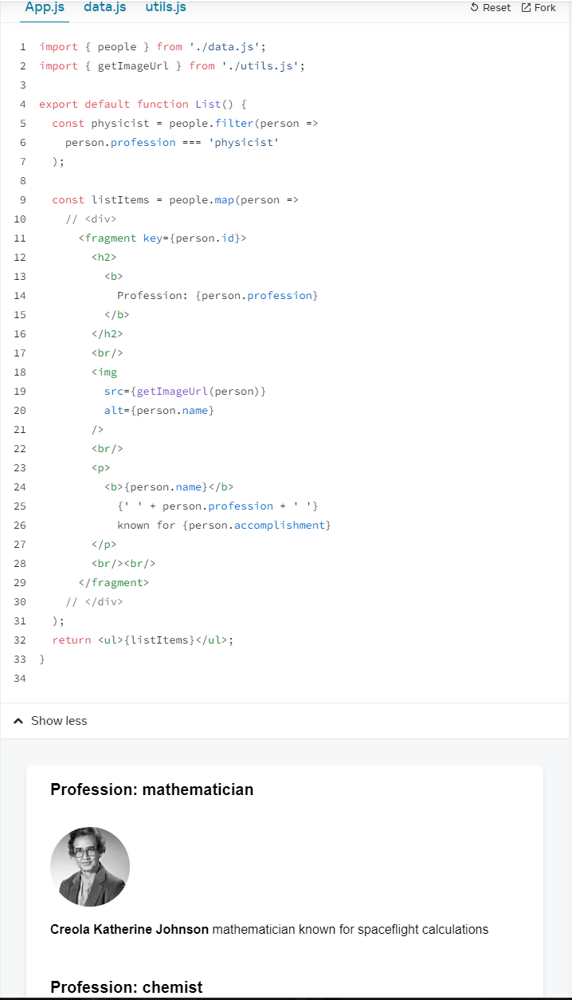 App.js data.js utils.js Reset Fork
1 import { people } from './data.js';
2 import { getImageUrl } from './utils.js';
3
4 export default function List() {
5   const physicist = people.filter(person =>
6     person.profession === 'physicist'
7   );
8
9   const listItems = people.map(person =>
10     // <div>
11       <fragment key={person.id}>
12         <h2>
13           <b>
14             Profession: {person.profession}
15           </b>
16         </h2>
17         <br/>
18         <img
19           src={getImageUrl(person)}
20           alt={person.name}
21         />
22         <br/>
23         <p>
24           <b>{person.name}</b>
25             {' ' + person.profession + ' '}
26             known for {person.accomplishment}
27         </p>
28         <br/><br/>
29       </fragment>
30     // </div>
31   );
32   return <ul>{listItems}</ul>;
33 }
34
Show less
Profession: mathematician
Creola Katherine Johnson mathematician known for spaceflight calculations
Profession: chemist